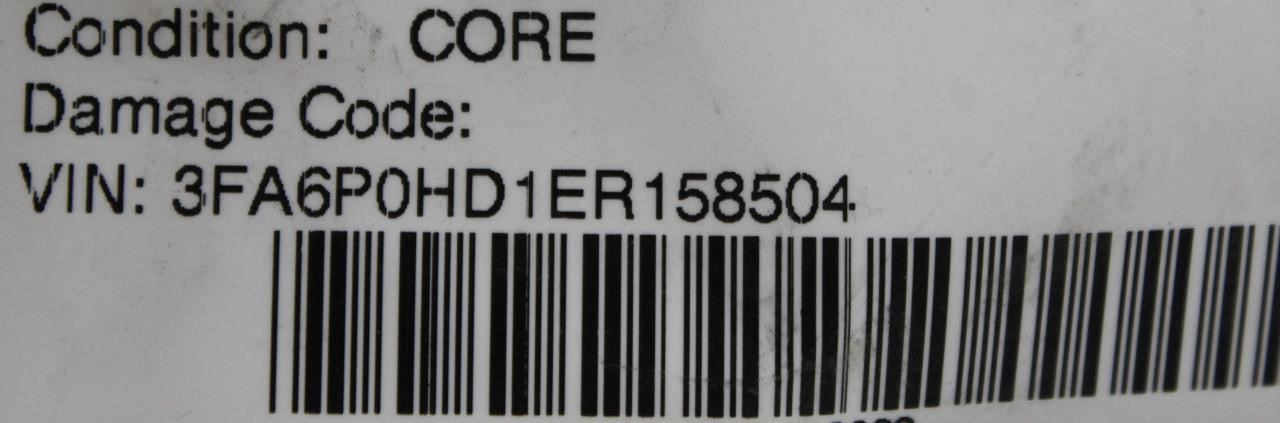 Condition: CORE
Damage Code:
VIN: 3FA6P0HD1ER158504